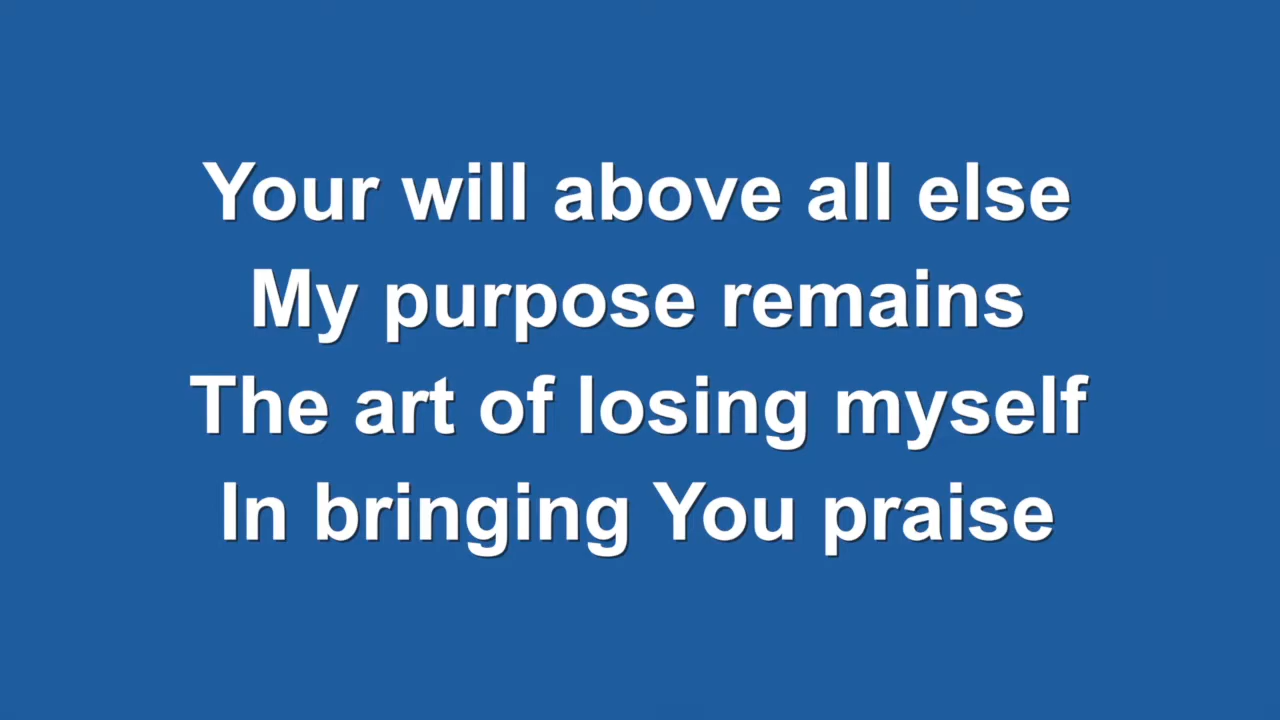 Your will above all else
My purpose remains
The art of losing myself
In bringing You praise